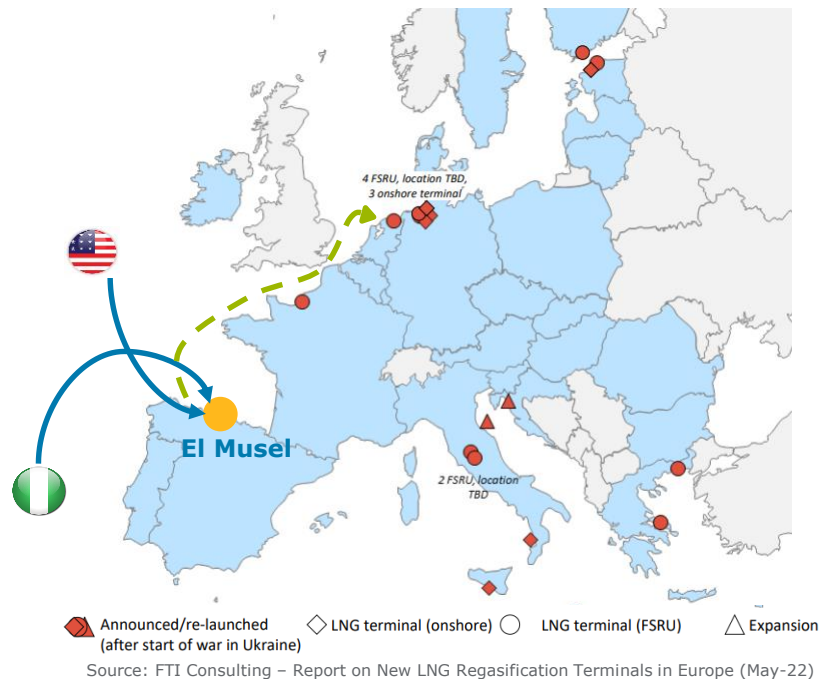 4 FSRU, location TBD,
3 onshore terminal
El Musel
2 FSRU, location
TBD
Announced/re-launched
(after start of war in Ukraine)
LNG terminal (onshore)
LNG terminal (FSRU)
Expansion
Source: FTI Consulting – Report on New LNG Regasification Terminals in Europe (May-22)